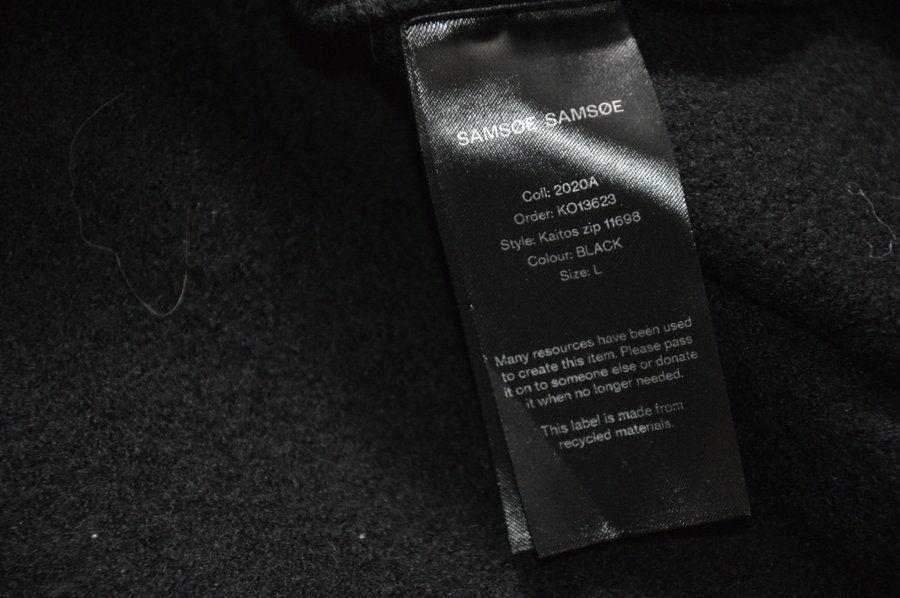 SAMSØE SAMSØE
Coll: 2020A
Order: KO13623
Style: Kaitos zip 11698
Colour: BLACK
Size: L
Many resources have been used
to create this item. Please pass
it on to someone else or donate
it when no longer needed.
This label is made from
recycled materials.